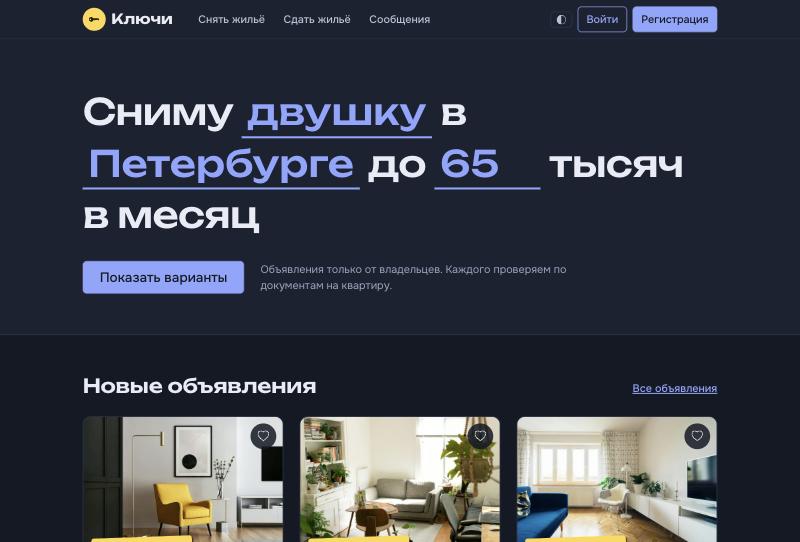 Ключи
Снять жильё
Сдать жильё
Сообщения
Войти
Регистрация
Сниму двушку в
Петербурге до 65 тысяч
в месяц
Показать варианты
Объявления только от владельцев. Каждого проверяем по
документам на квартиру.
Новые объявления
Все объявления